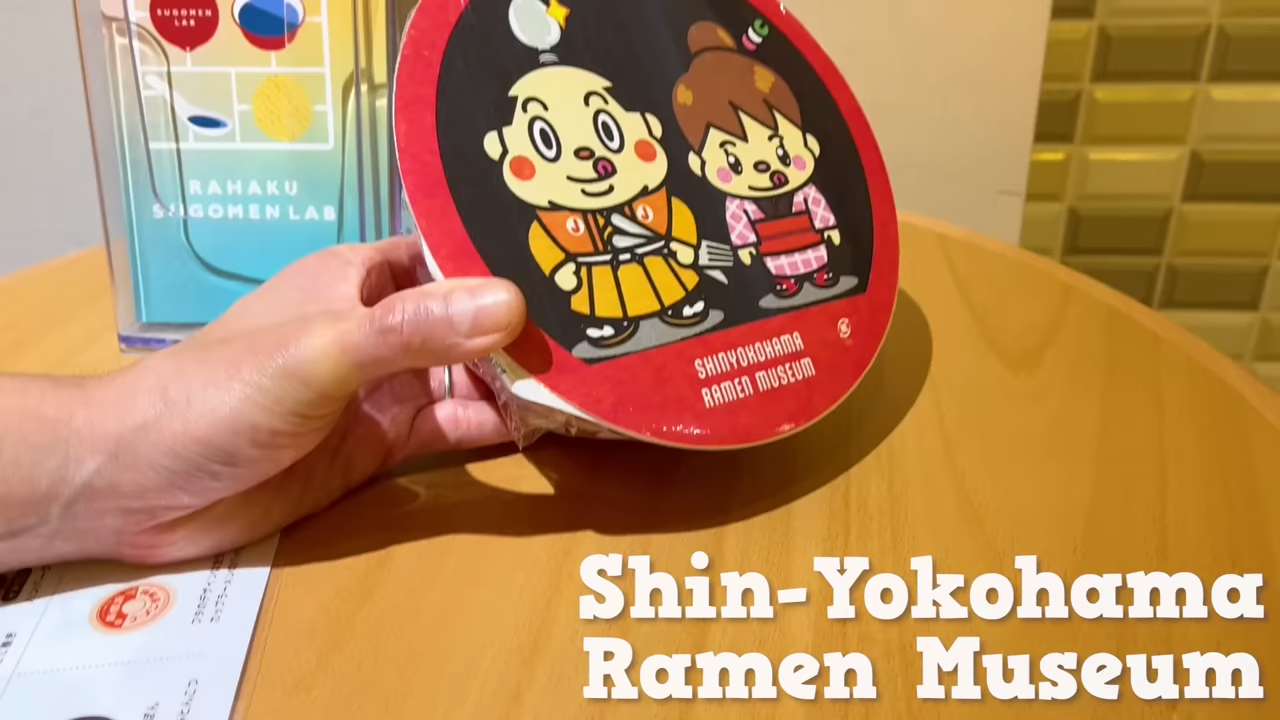 SUGOMEN
LAB
RAHAKU
SUGOMEN LAB
SHINYOKOHAMA
RAMEN MUSEUM
Shin-Yokohama
Ramen Museum